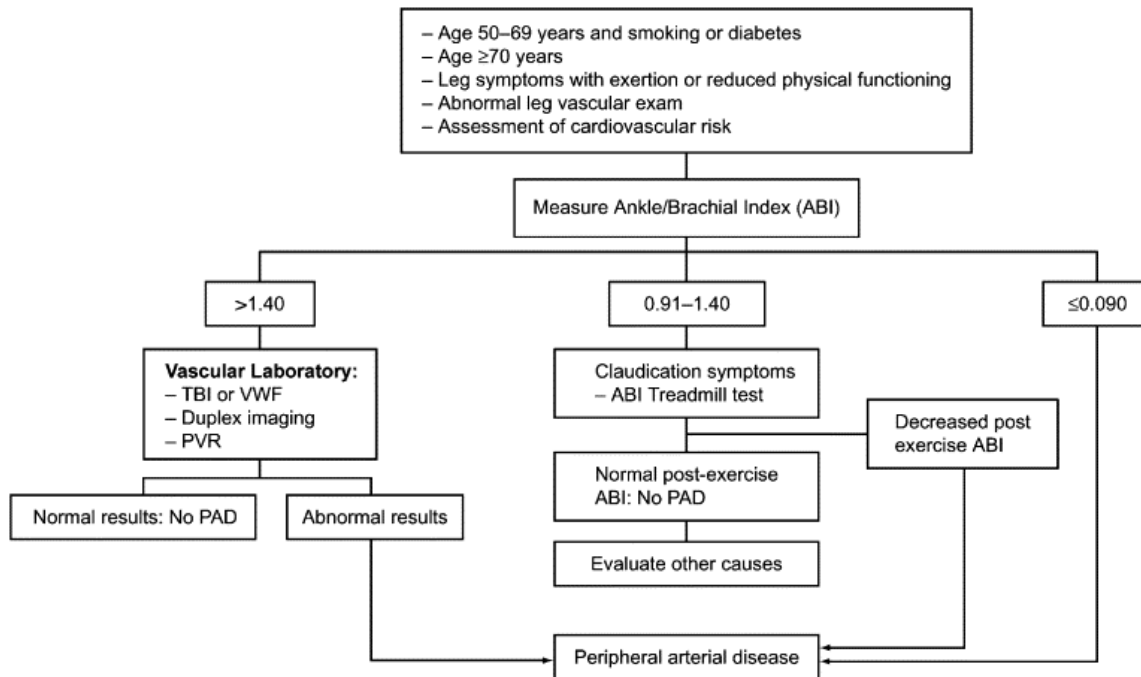 – Age 50–69 years and smoking or diabetes
– Age ≥70 years
– Leg symptoms with exertion or reduced physical functioning
– Abnormal leg vascular exam
– Assessment of cardiovascular risk
Measure Ankle/Brachial Index (ABI)
>1.40
0.91–1.40
≤0.090
Vascular Laboratory:
– TBI or VWF
– Duplex imaging
– PVR
Claudication symptoms
– ABI Treadmill test
Decreased post
exercise ABI
Normal post-exercise
ABI: No PAD
Normal results: No PAD
Abnormal results
Evaluate other causes
Peripheral arterial disease